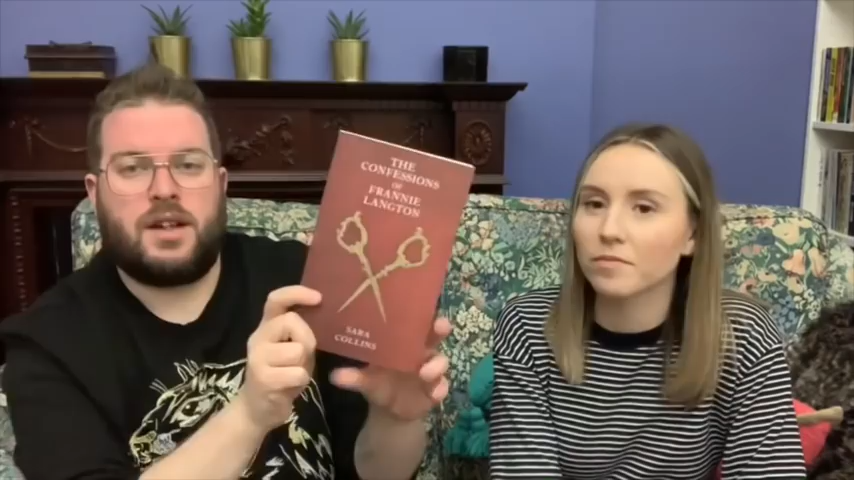 THE
CONFESSIONS
OF
FRANNIE
LANGTON
SARA
COLLINS